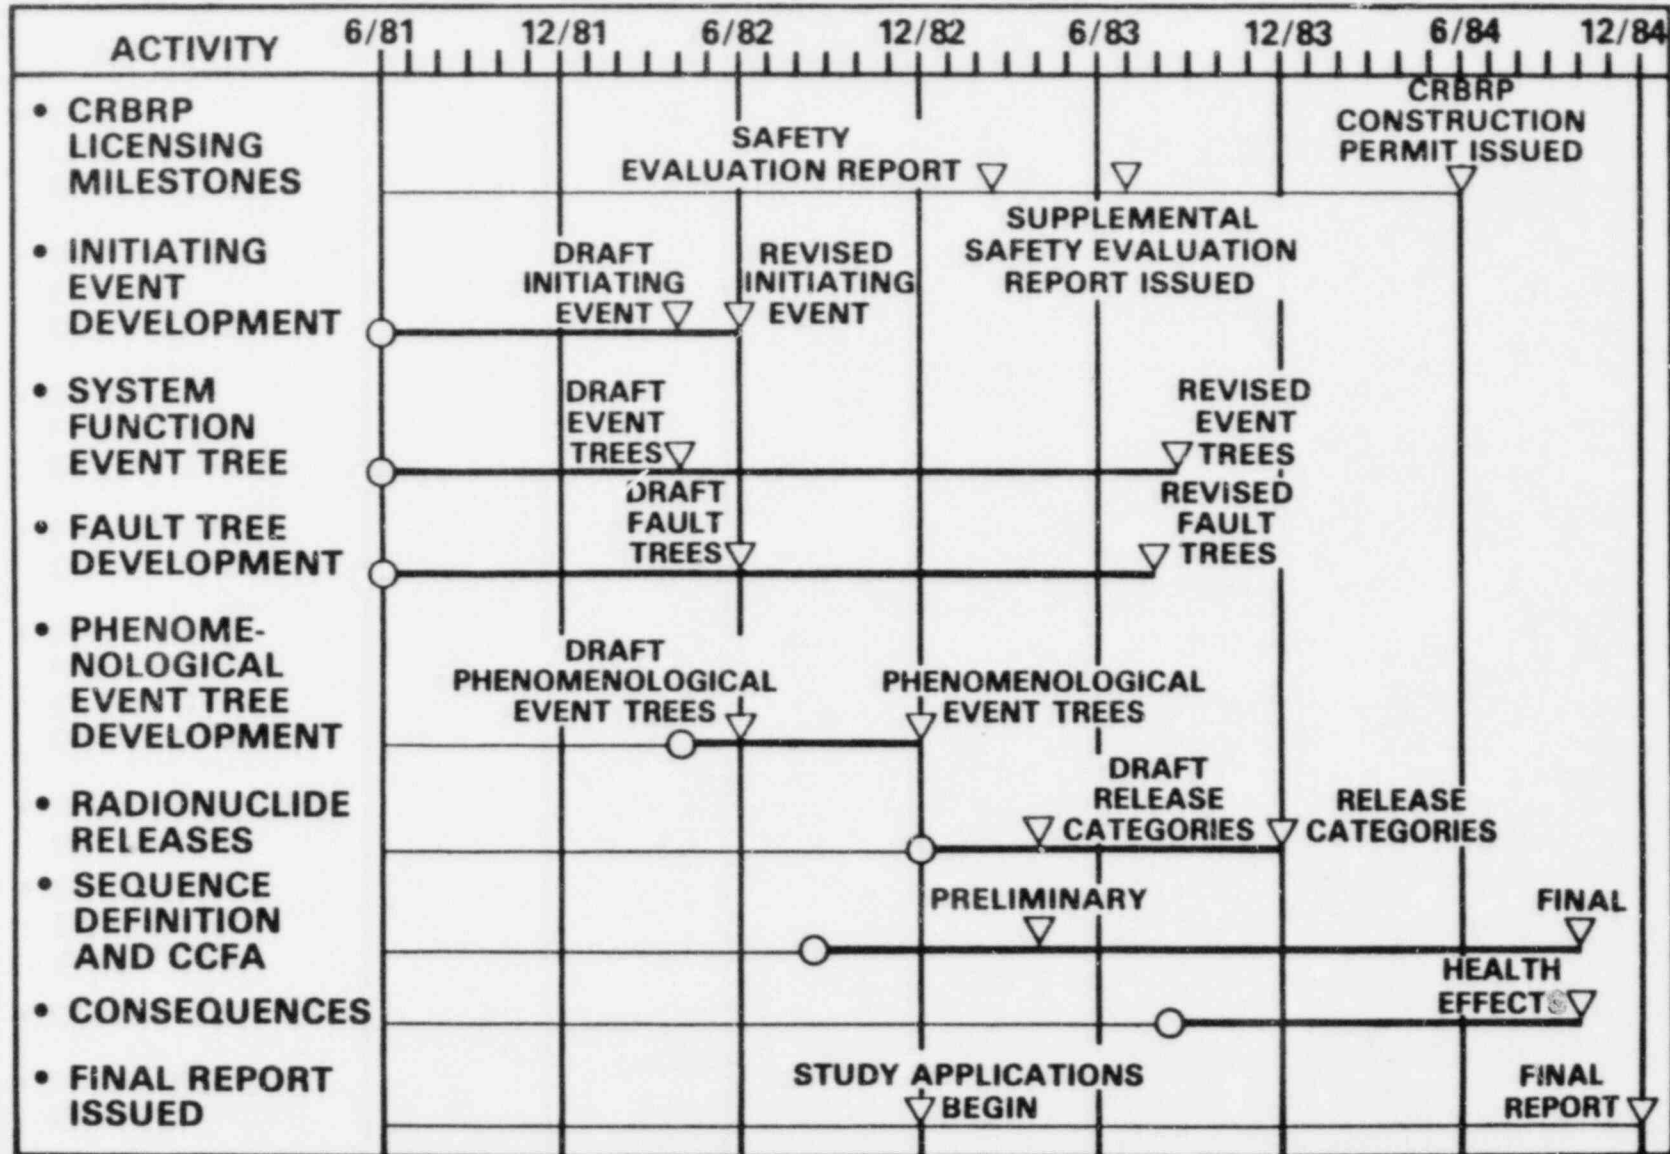 ACTIVITY
6/81 12/81 6/82 12/82 6/83 12/83 6/84 12/84
• CRBRP
LICENSING
MILESTONES
SAFETY
EVALUATION REPORT
SUPPLEMENTAL
SAFETY EVALUATION
REPORT ISSUED
CRBRP
CONSTRUCTION
PERMIT ISSUED
• INITIATING
EVENT
DEVELOPMENT
DRAFT
INITIATING
EVENT
REVISED
INITIATING
EVENT
• SYSTEM
FUNCTION
EVENT TREE
DRAFT
EVENT
TREES
REVISED
EVENT
TREES
• FAULT TREE
DEVELOPMENT
DRAFT
FAULT
TREES
REVISED
FAULT
TREES
• PHENOME-
NOLOGICAL
EVENT TREE
DEVELOPMENT
DRAFT
PHENOMENOLOGICAL
EVENT TREES
PHENOMENOLOGICAL
EVENT TREES
• RADIONUCLIDE
RELEASES
DRAFT
RELEASE
CATEGORIES
RELEASE
CATEGORIES
• SEQUENCE
DEFINITION
AND CCFA
PRELIMINARY
FINAL
• CONSEQUENCES
HEALTH
EFFECTS
• FINAL REPORT
ISSUED
STUDY APPLICATIONS
BEGIN
FINAL
REPORT